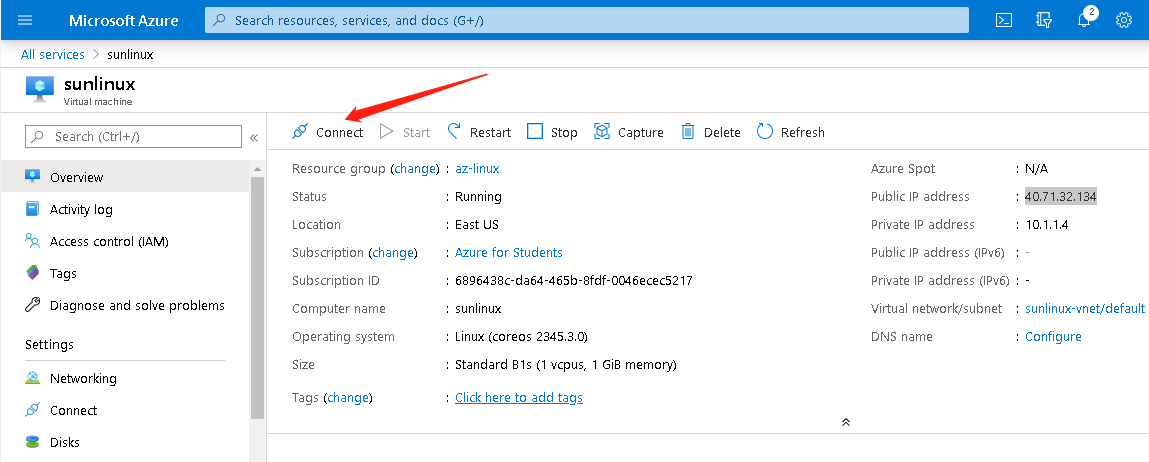 Microsoft Azure
Search resources, services, and docs (G+/)
2
All services > sunlinux
sunlinux
Virtual machine
Search (Ctrl+/)
«
Overview
Activity log
Access control (IAM)
Tags
Diagnose and solve problems
Settings
Networking
Connect
Disks
Connect Start Restart Stop Capture Delete Refresh
Resource group (change) : az-linux
Status : Running
Location : East US
Subscription (change) : Azure for Students
Subscription ID : 6896438c-da64-465b-8fdf-0046ecec5217
Computer name : sunlinux
Operating system : Linux (coreos 2345.3.0)
Size : Standard B1s (1 vcpus, 1 GiB memory)
Tags (change) : Click here to add tags
Azure Spot : N/A
Public IP address : 40.71.32.134
Private IP address : 10.1.1.4
Public IP address (IPv6) : -
Private IP address (IPv6) : -
Virtual network/subnet : sunlinux-vnet/default
DNS name : Configure